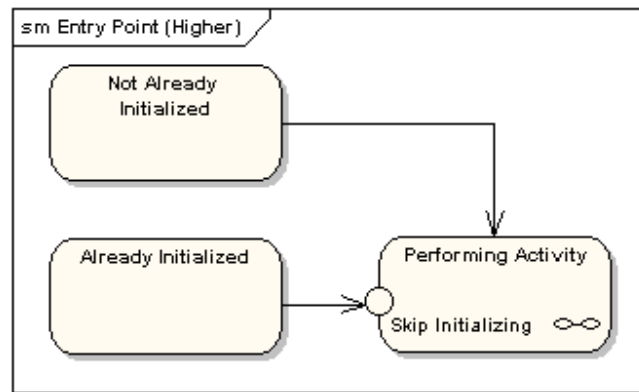 sm Entry Point (Higher)
Not Already
Initialized
Already Initialized
Performing Activity
Skip Initializing